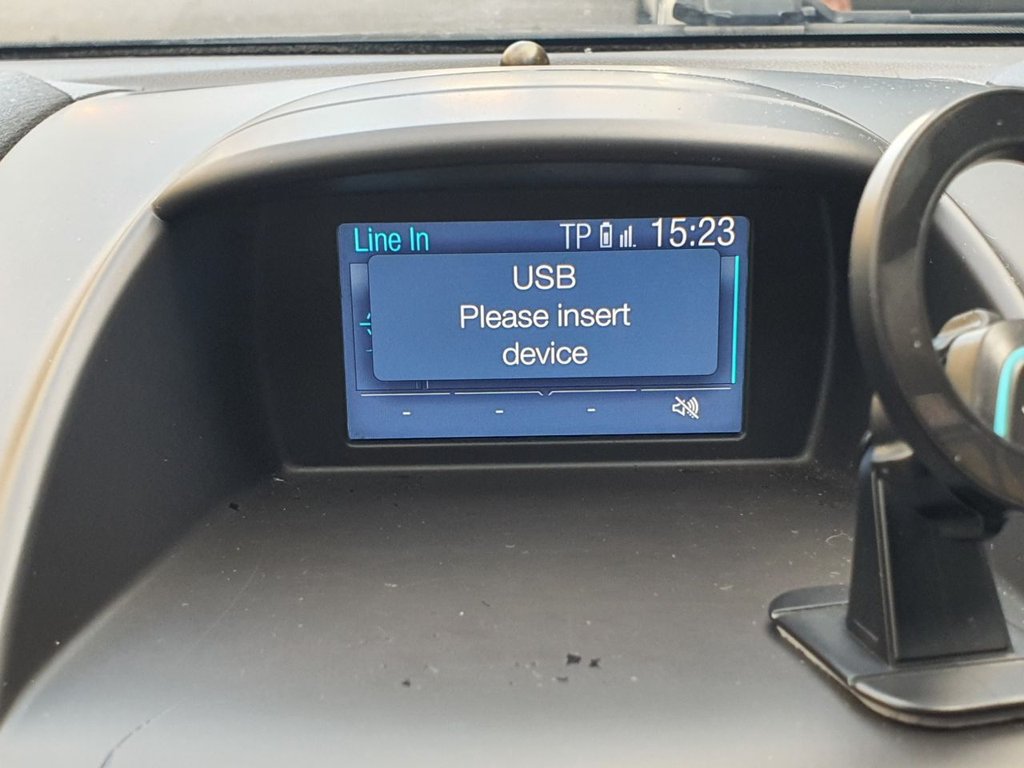 Line In TP 15:23
USB
Please insert
device
- - -